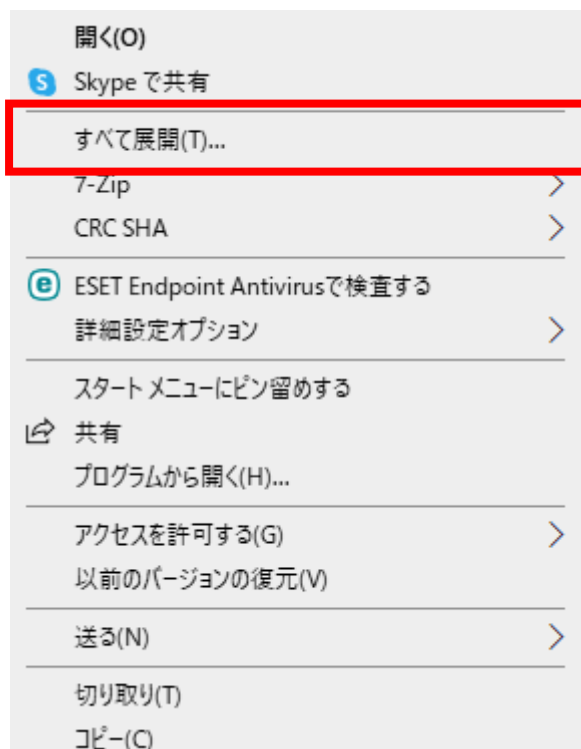 開く(O)
Skype で共有
すべて展開(T)...
7-Zip
CRC SHA
ESET Endpoint Antivirusで検査する
詳細設定オプション
スタート メニューにピン留めする
共有
プログラムから開く(H)...
アクセスを許可する(G)
以前のバージョンの復元(V)
送る(N)
切り取り(T)
コピー(C)